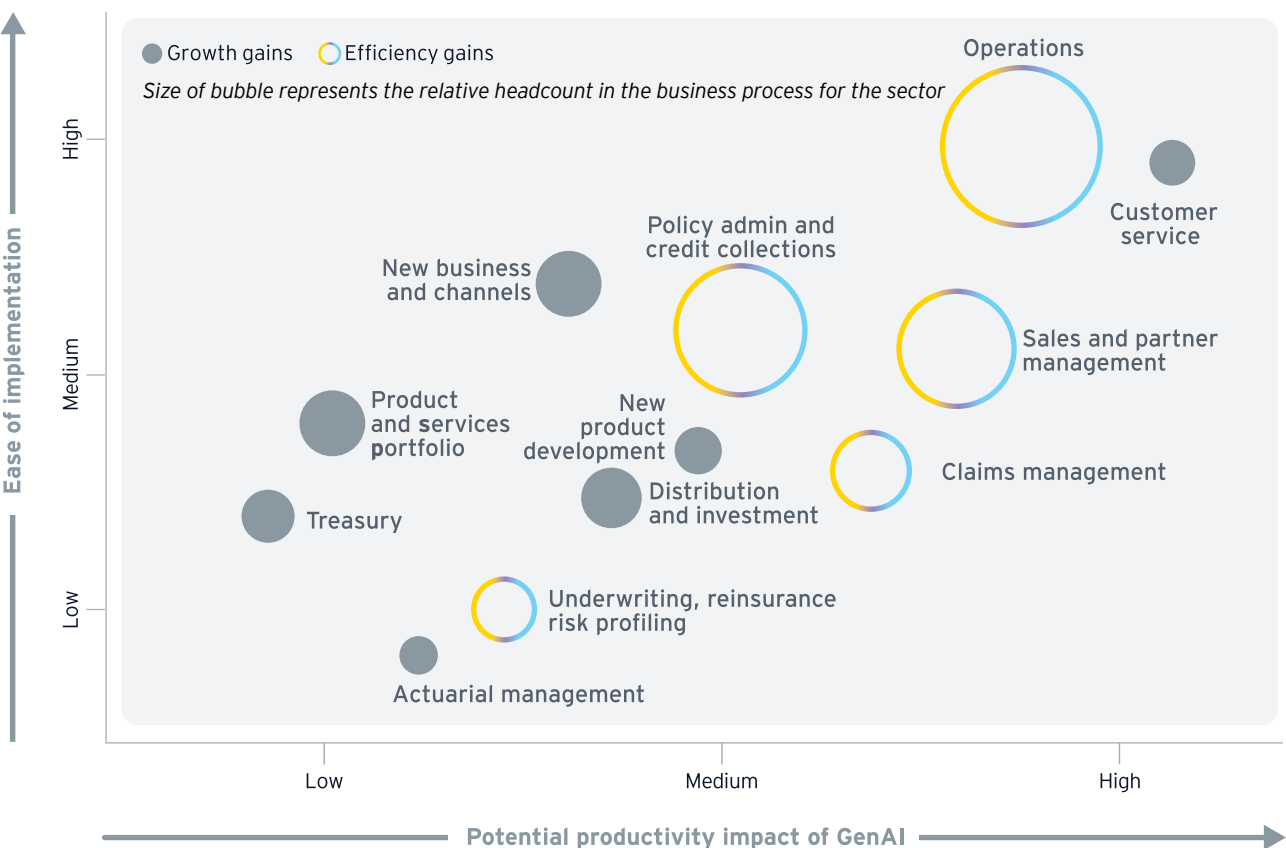 Growth gains
Efficiency gains
Size of bubble represents the relative headcount in the business process for the sector
Operations
Customer
service
Policy admin and
credit collections
New business
and channels
Sales and partner
management
Product
and services
portfolio
New
product
development
Claims management
Distribution
and investment
Treasury
Underwriting, reinsurance
risk profiling
Actuarial management
High
Medium
Low
Ease of implementation
Low
Medium
High
Potential productivity impact of GenAI